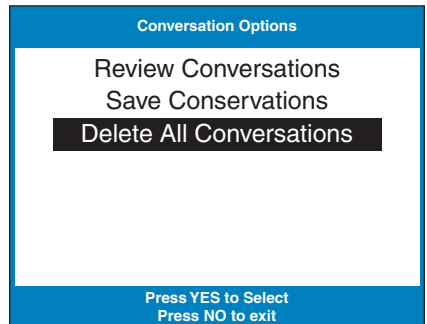 Conversation Options
Review Conversations
Save Conservations
Delete All Conversations
Press YES to Select
Press NO to exit